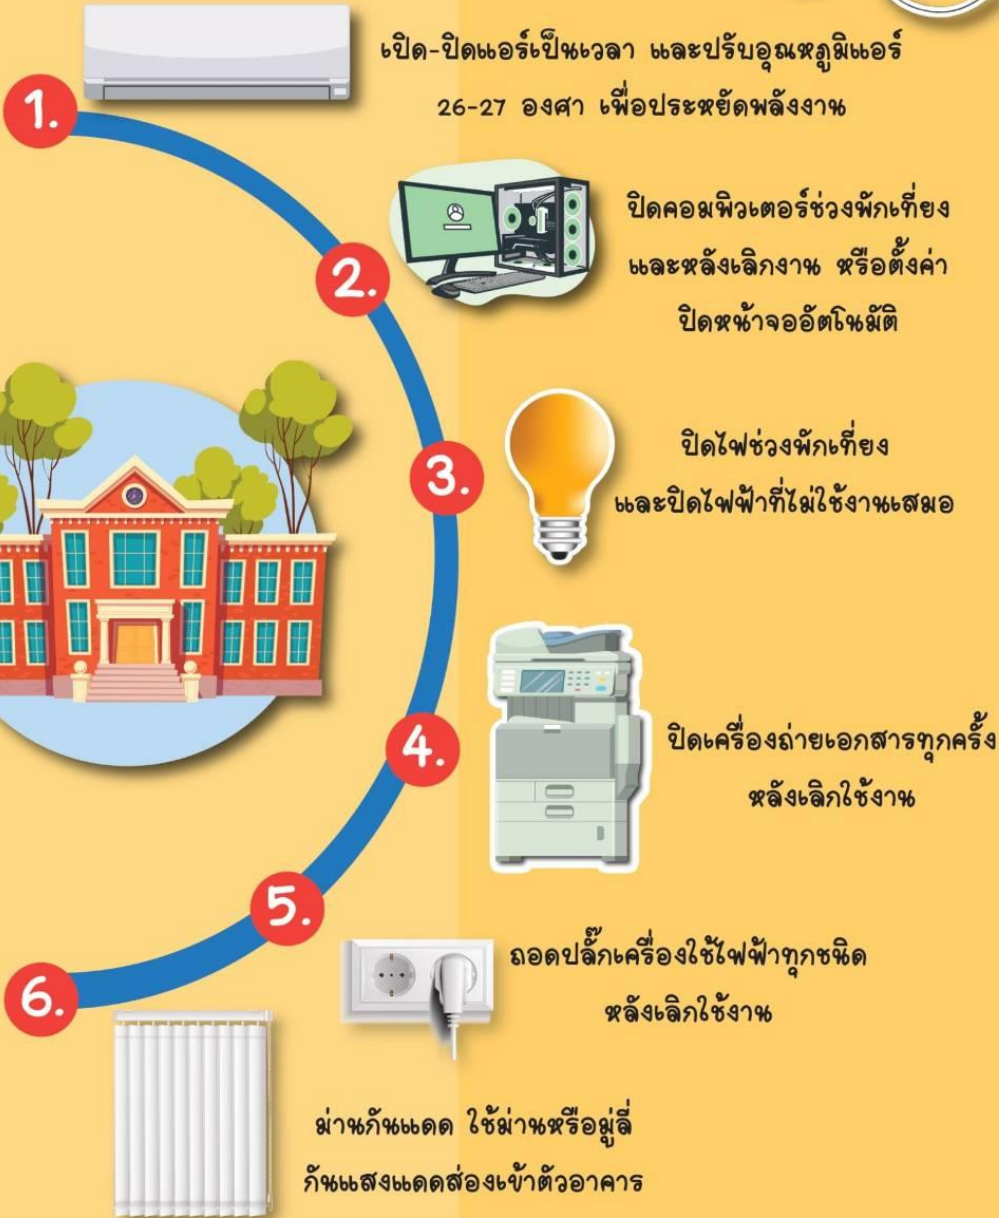 1.
เปิด-ปิดแอร์เป็นเวลา และปรับอุณหภูมิแอร์
26-27 องศา เพื่อประหยัดพลังงาน
2.
ปิดคอมพิวเตอร์ช่วงพักเที่ยง
และหลังเลิกงาน หรือตั้งค่า
ปิดหน้าจออัตโนมัติ
3.
ปิดไฟช่วงพักเที่ยง
และปิดไฟฟ้าที่ไม่ใช้งานเสมอ
4.
ปิดเครื่องถ่ายเอกสารทุกครั้ง
หลังเลิกใช้งาน
5.
ถอดปลั๊กเครื่องใช้ไฟฟ้าทุกชนิด
หลังเลิกใช้งาน
6.
ม่านกันแดด ใช้ม่านหรือมู่ลี่
กันแสงแดดส่องเข้าตัวอาคาร